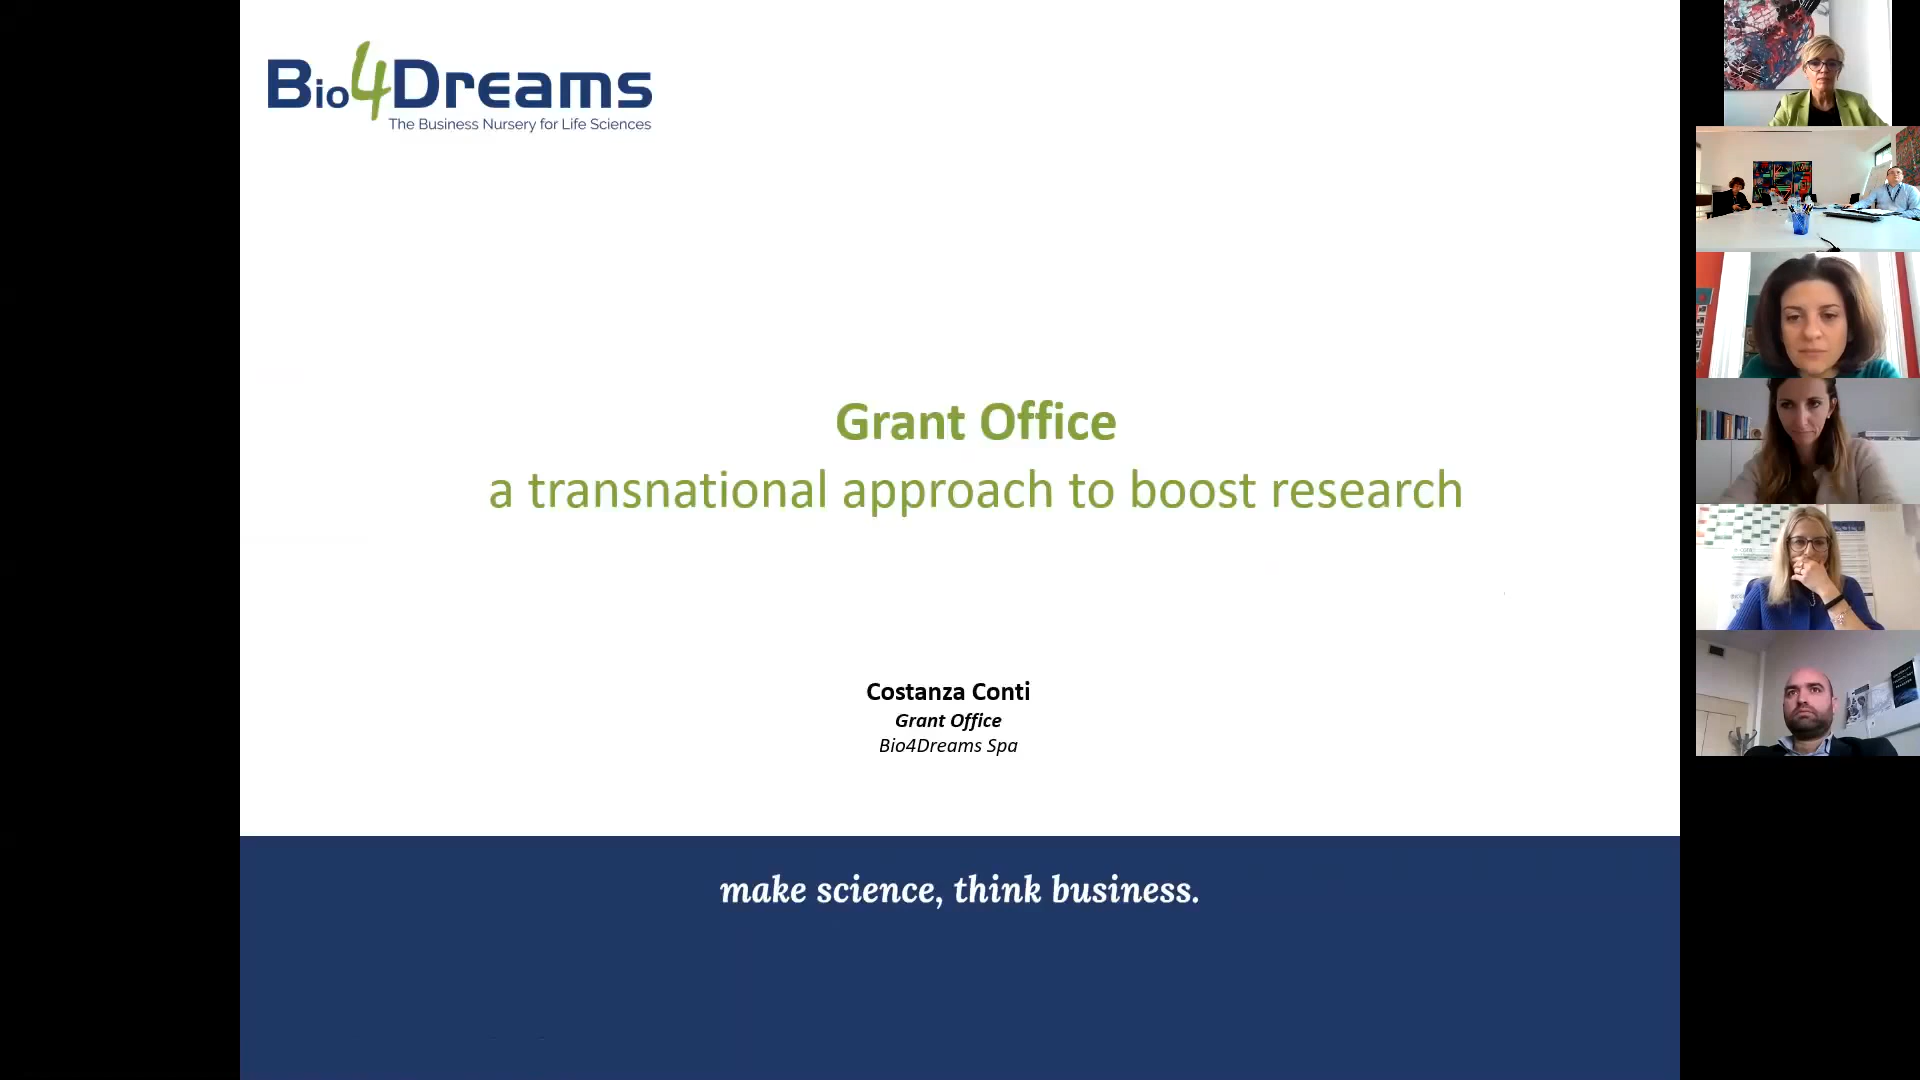 Bio4Dreams
The Business Nursery for Life Sciences
Grant Office
a transnational approach to boost research
Costanza Conti
Grant Office
Bio4Dreams Spa
make science, think business.